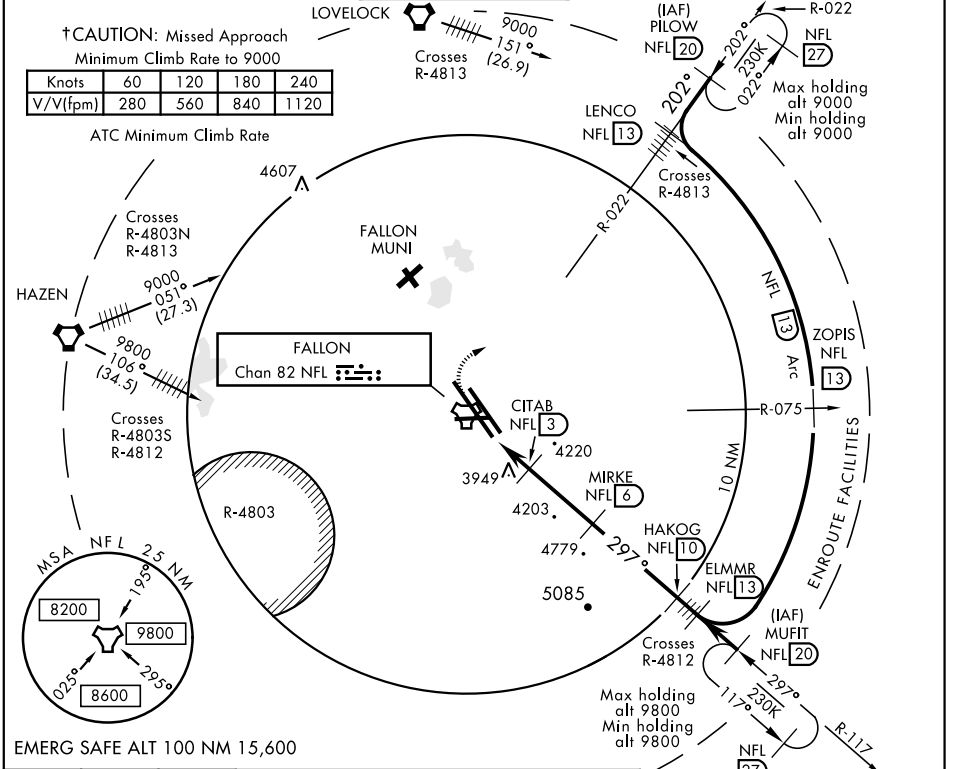 LOVELOCK
9000
151°
(26.9)
Crosses
R-4813
†CAUTION: Missed Approach
Minimum Climb Rate to 9000
Knots 60 120 180 240
V/V(fpm) 280 560 840 1120
ATC Minimum Climb Rate
(IAF)
PILOW
NFL 20
R-022
202°
230K
022°
NFL
27
Max holding
alt 9000
Min holding
alt 9000
202°
LENCO
NFL 13
Crosses
R-4813
R-022
4607
Crosses
R-4803N
R-4813
HAZEN
9000
051°
(27.3)
9800
106°
(34.5)
Crosses
R-4803S
R-4812
FALLON
MUNI
FALLON
Chan 82 NFL
NFL 13 Arc
ZOPIS
NFL
13
R-075
CITAB
NFL 3
4220
3949
MIRKE
NFL 6
4203
4779
5085
297°
HAKOG
NFL 10
ELMMR
NFL 13
10 NM
ENROUTE FACILITIES
R-4803
Crosses
R-4812
(IAF)
MUFIT
NFL 20
297°
230K
117°
Max holding
alt 9800
Min holding
alt 9800
R-117
NFL
MSA NFL 25 NM
195°
8200
9800
8600
025°
295°
EMERG SAFE ALT 100 NM 15,600